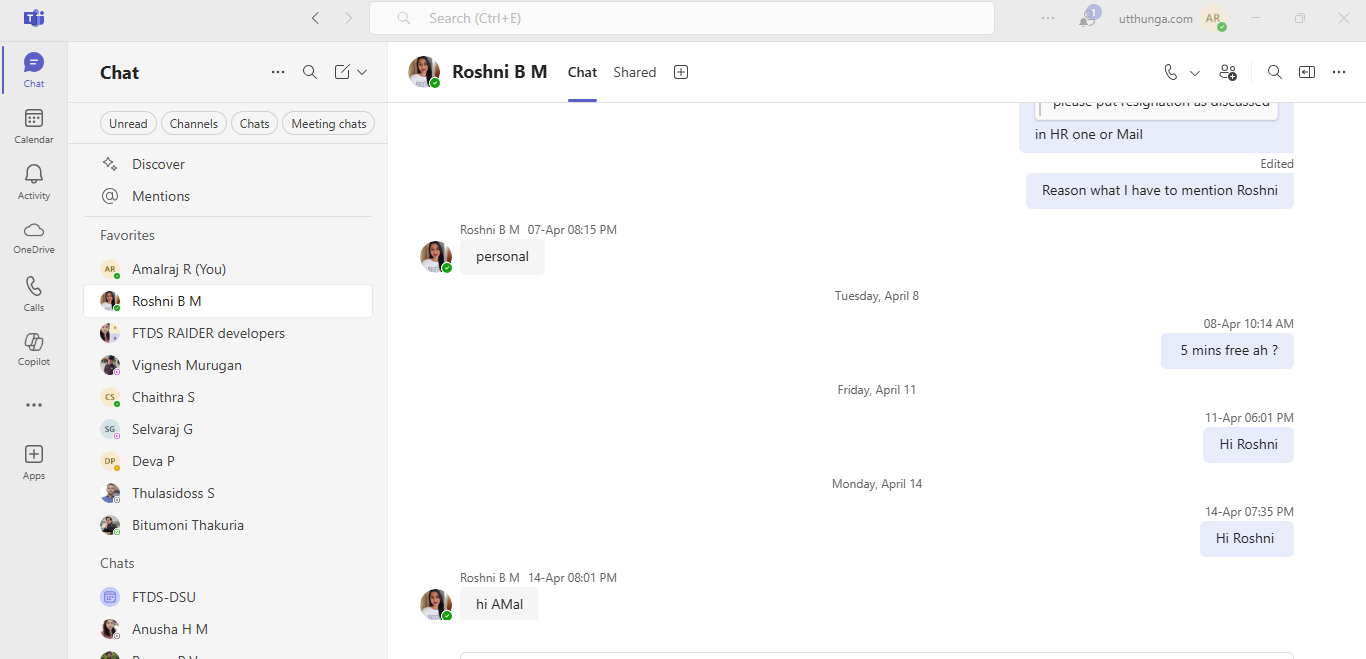 Search (Ctrl+E)
1
utthunga.com
AR
Chat
Calendar
Activity
OneDrive
Calls
Copilot
Apps
Chat
Unread
Channels
Chats
Meeting chats
Discover
Mentions
Favorites
AR Amalraj R (You)
Roshni B M
FTDS RAIDER developers
Vignesh Murugan
CS Chaithra S
SG Selvaraj G
DP Deva P
Thulasidoss S
Bitumoni Thakuria
Chats
FTDS-DSU
Anusha H M
Roshni B M
Chat
Shared
please put resignation as discussed
in HR one or Mail
Edited
Reason what I have to mention Roshni
Roshni B M 07-Apr 08:15 PM
personal
Tuesday, April 8
08-Apr 10:14 AM
5 mins free ah ?
Friday, April 11
11-Apr 06:01 PM
Hi Roshni
Monday, April 14
14-Apr 07:35 PM
Hi Roshni
Roshni B M 14-Apr 08:01 PM
hi AMal